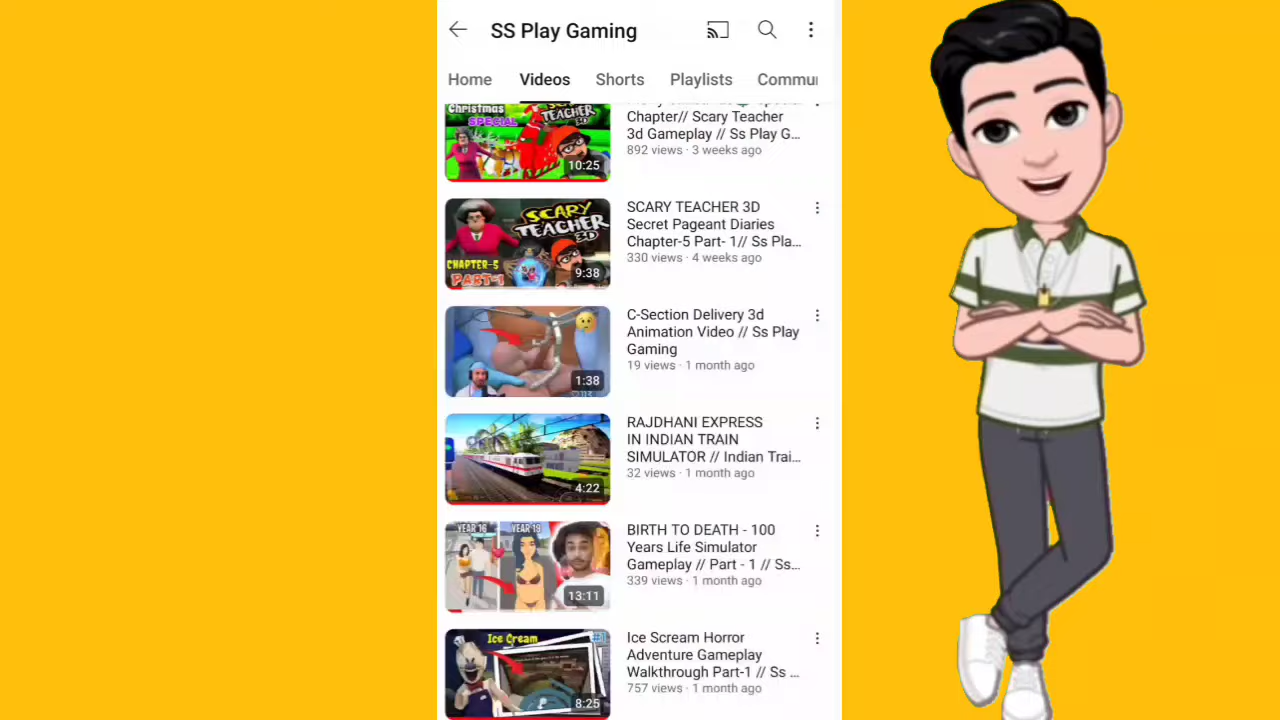 SS Play Gaming
Home Videos Shorts Playlists Commu
Christmas
SPECIAL
SCARY
TEACHER
3D
10:25
Chapter// Scary Teacher
3d Gameplay // Ss Play G...
892 views · 3 weeks ago
SCARY
TEACHER
3D
CHAPTER-5
PART-1
9:38
SCARY TEACHER 3D
Secret Pageant Diaries
Chapter-5 Part- 1// Ss Pla...
330 views · 4 weeks ago
1:38
C-Section Delivery 3d
Animation Video // Ss Play
Gaming
19 views · 1 month ago
4:22
RAJDHANI EXPRESS
IN INDIAN TRAIN
SIMULATOR // Indian Trai...
32 views · 1 month ago
YEAR 16 YEAR 19
13:11
BIRTH TO DEATH - 100
Years Life Simulator
Gameplay // Part - 1 // Ss...
339 views · 1 month ago
Ice Cream #1
8:25
Ice Scream Horror
Adventure Gameplay
Walkthrough Part-1 // Ss ...
757 views · 1 month ago